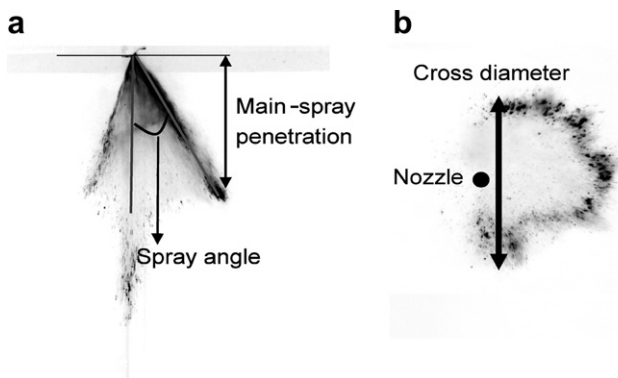 a
Main-spray
penetration
Spray angle
b
Cross diameter
Nozzle